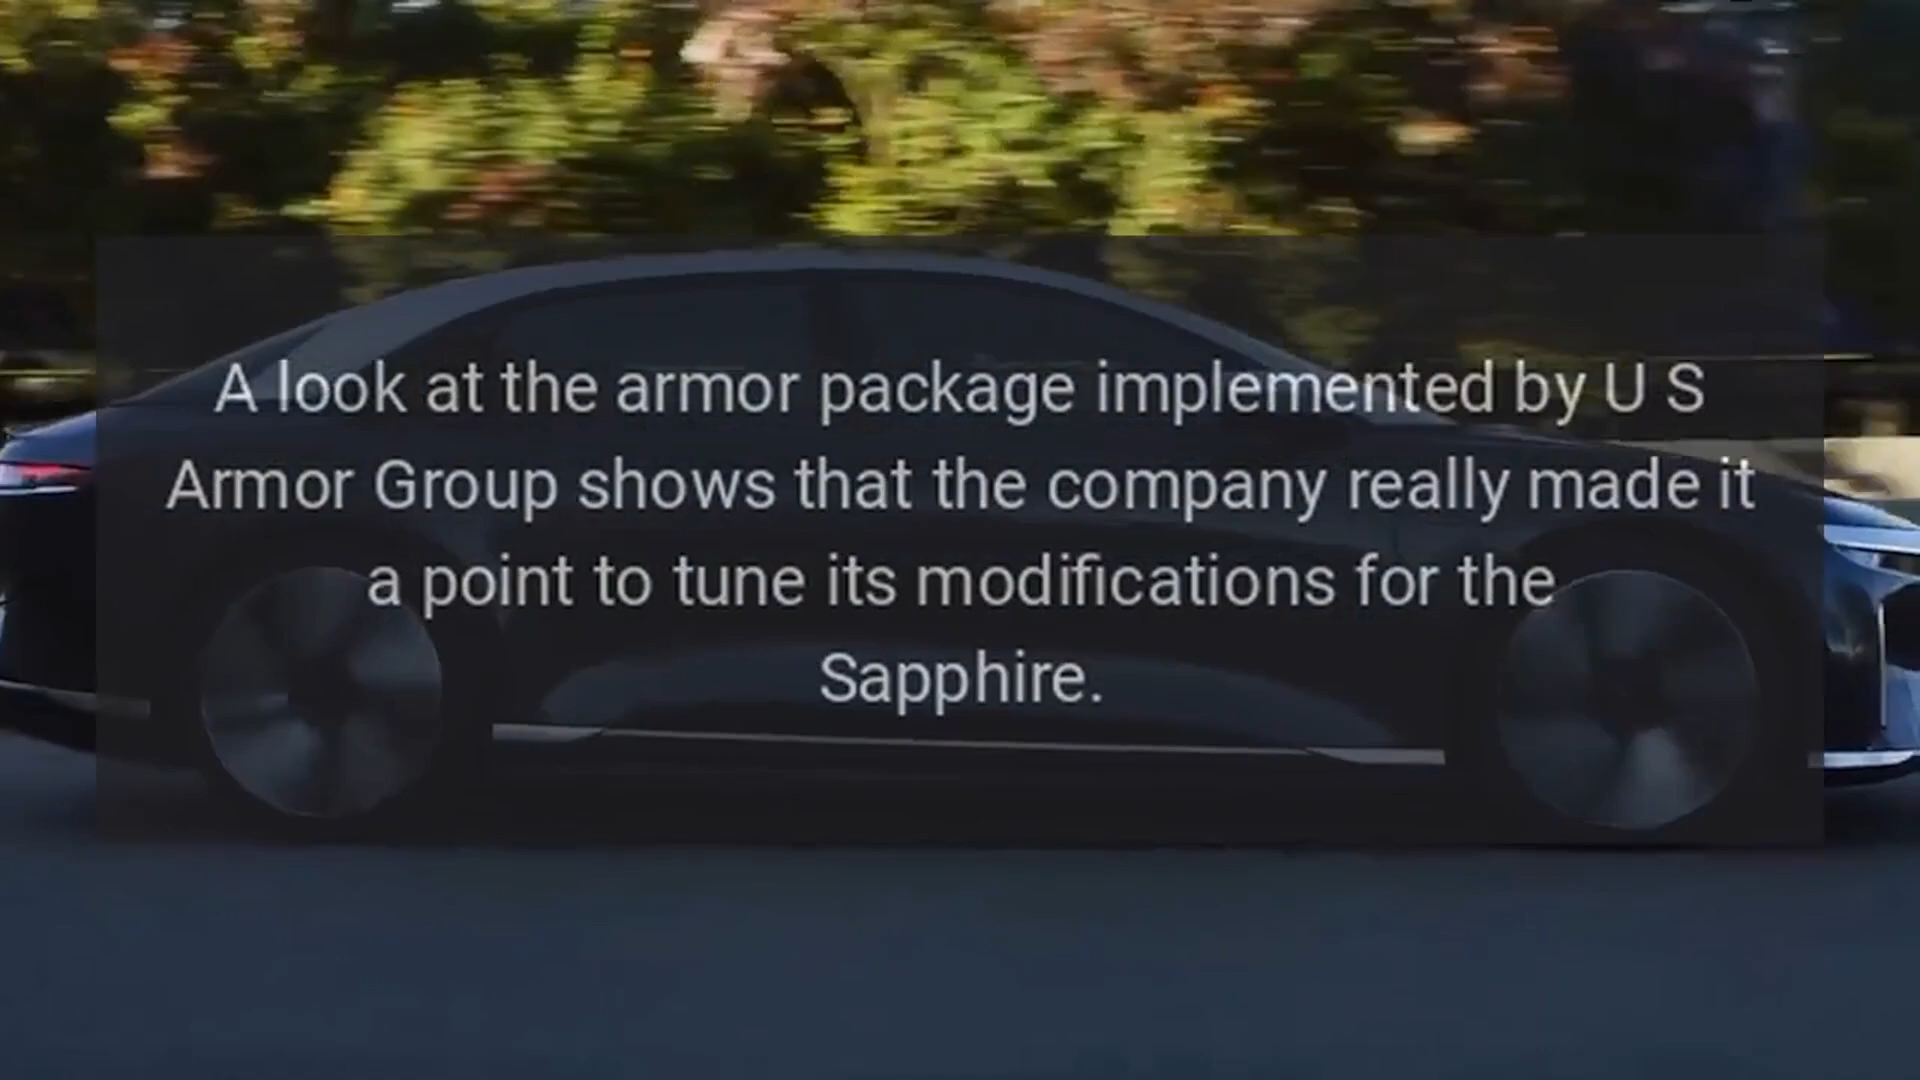 A look at the armor package implemented by U S
Armor Group shows that the company really made it
a point to tune its modifications for the
Sapphire.